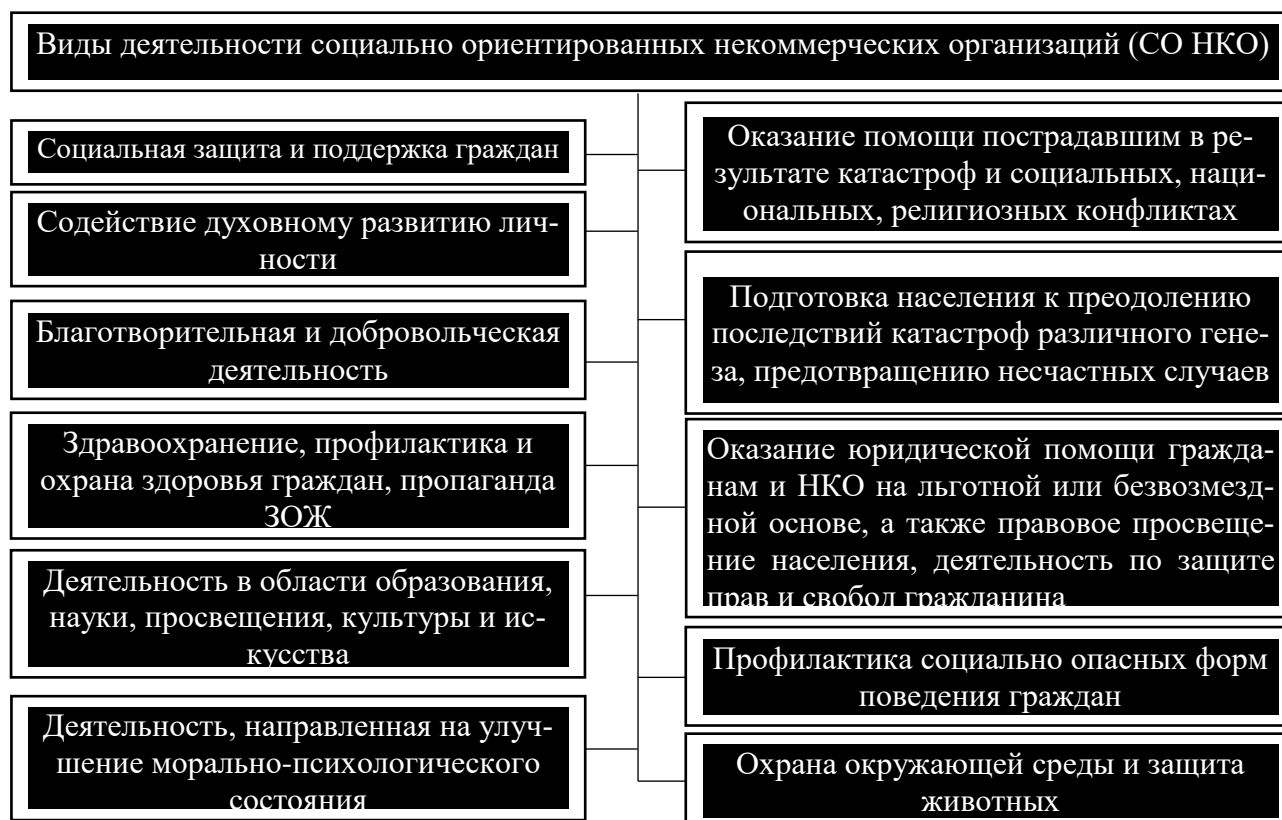 Виды деятельности социально ориентированных некоммерческих организаций (СО НКО)
Социальная защита и поддержка граждан
Содействие духовному развитию лич-
ности
Благотворительная и добровольческая
деятельность
Здравоохранение, профилактика и
охрана здоровья граждан, пропаганда
ЗОЖ
Деятельность в области образования,
науки, просвещения, культуры и ис-
кусства
Деятельность, направленная на улуч-
шение морально-психологического
состояния
Оказание помощи пострадавшим в ре-
зультате катастроф и социальных, наци-
ональных, религиозных конфликтах
Подготовка населения к преодолению
последствий катастроф различного гене-
за, предотвращению несчастных случаев
Оказание юридической помощи гражда-
нам и НКО на льготной или безвозмезд-
ной основе, а также правовое просвеще-
ние населения, деятельность по защите
прав и свобод гражданина
Профилактика социально опасных форм
поведения граждан
Охрана окружающей среды и защита
животных